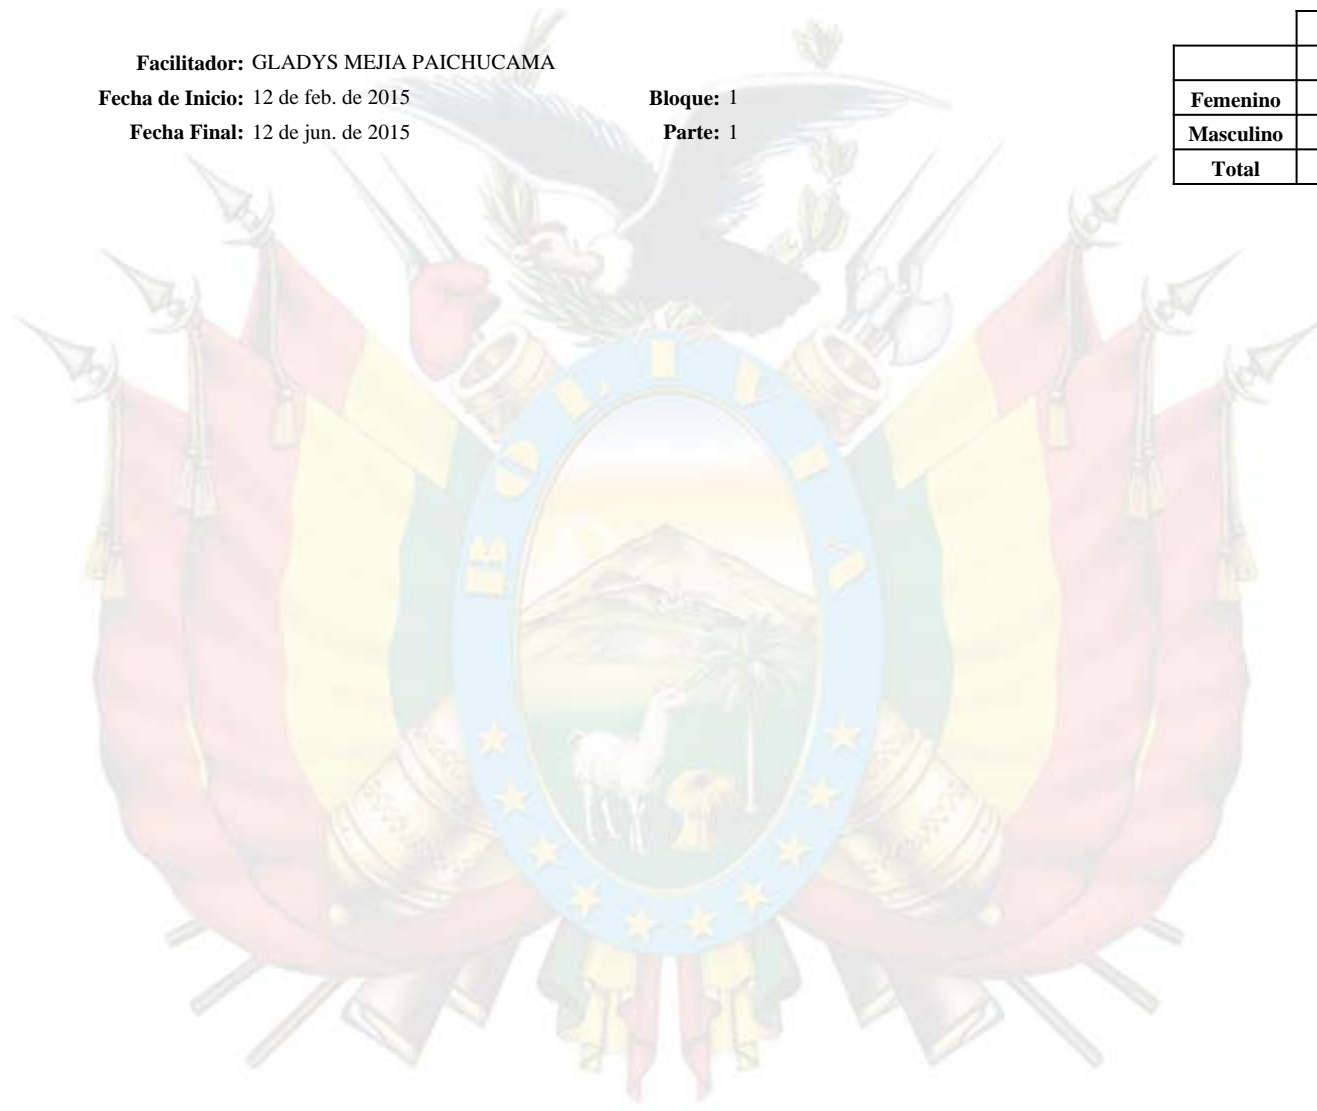 Facilitador: GLADYS MEJIA PAICHUCAMA
Fecha de Inicio: 12 de feb. de 2015 Bloque: 1
Fecha Final: 12 de jun. de 2015 Parte: 1
Femenino
Masculino
Total
BOLIVIA